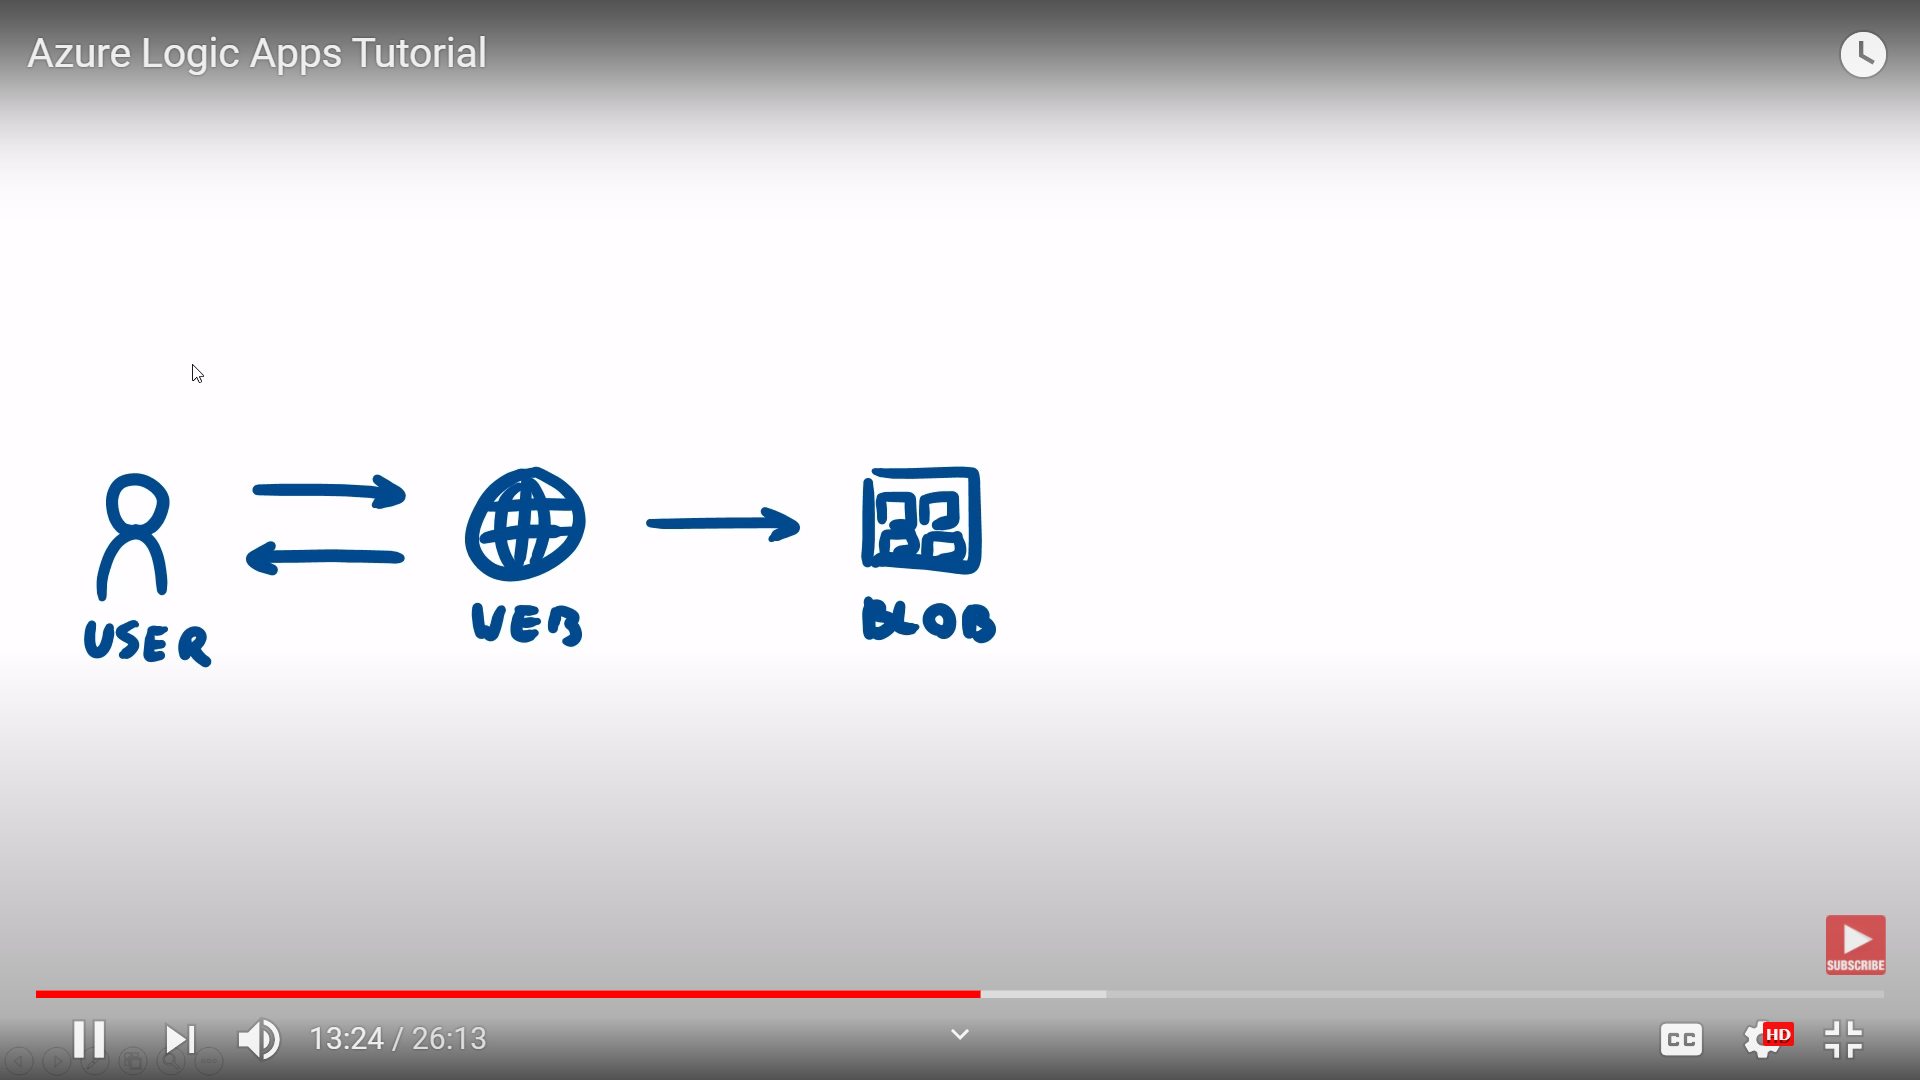 Azure Logic Apps Tutorial
USER
WEB
BLOB
SUBSCRIBE
13:24 / 26:13
CC
HD